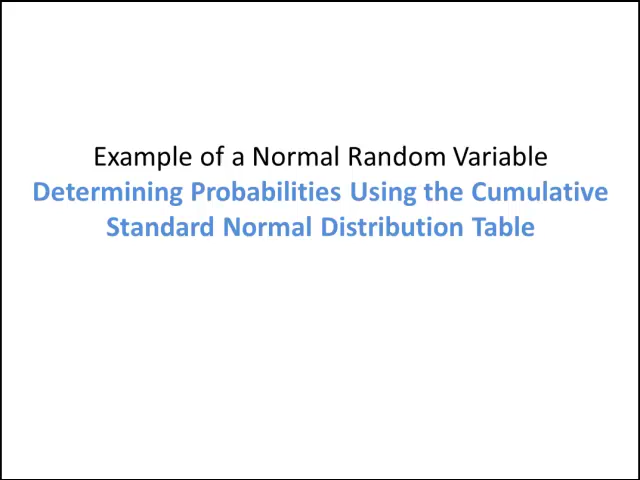 Example of a Normal Random Variable
Determining Probabilities Using the Cumulative
Standard Normal Distribution Table